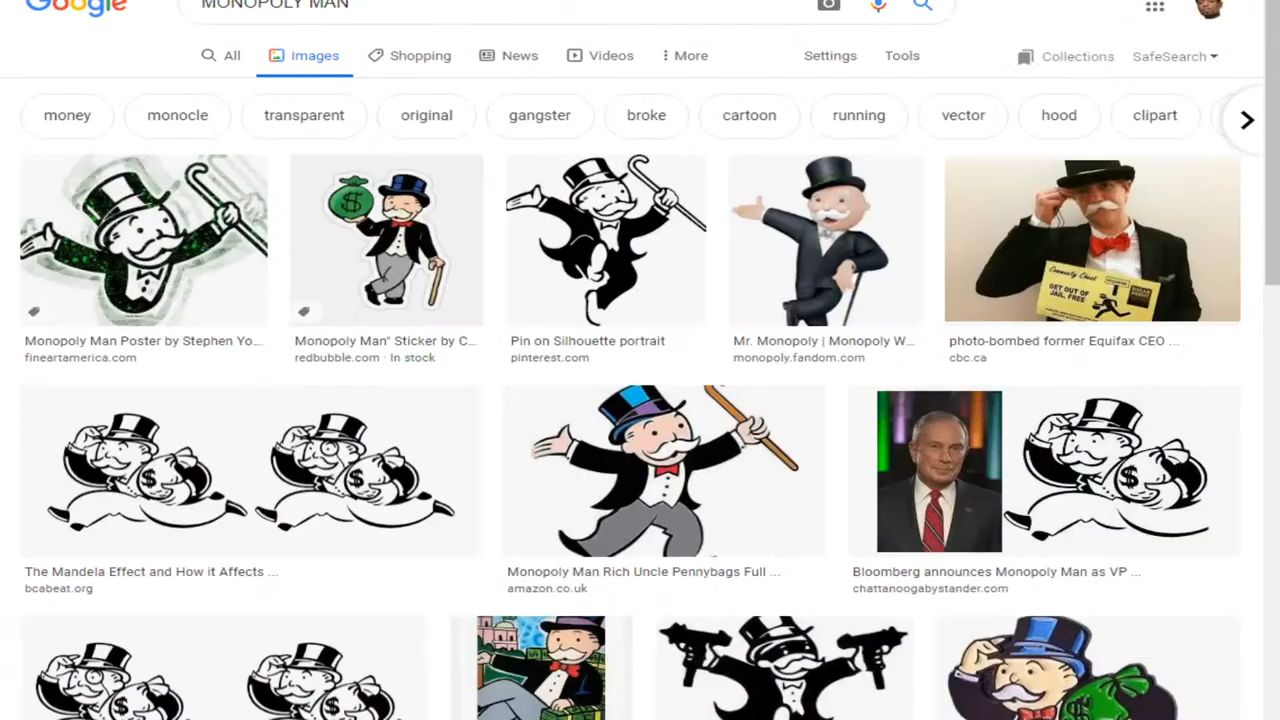 Google
MONOPOLY MAN
All
Images
Shopping
News
Videos
More
Settings
Tools
Collections
SafeSearch
money
monocle
transparent
original
gangster
broke
cartoon
running
vector
hood
clipart
$
Community Chest
GET OUT OF
JAIL, FREE
Monopoly Man Poster by Stephen Yo...
fineartamerica.com
Monopoly Man" Sticker by C...
redbubble.com · In stock
Pin on Silhouette portrait
pinterest.com
Mr. Monopoly | Monopoly W...
monopoly.fandom.com
photo-bombed former Equifax CEO ...
cbc.ca
$
$
$
The Mandela Effect and How it Affects ...
bcabeat.org
Monopoly Man Rich Uncle Pennybags Full ...
amazon.co.uk
Bloomberg announces Monopoly Man as VP ...
chattanoogabystander.com
$
$
$